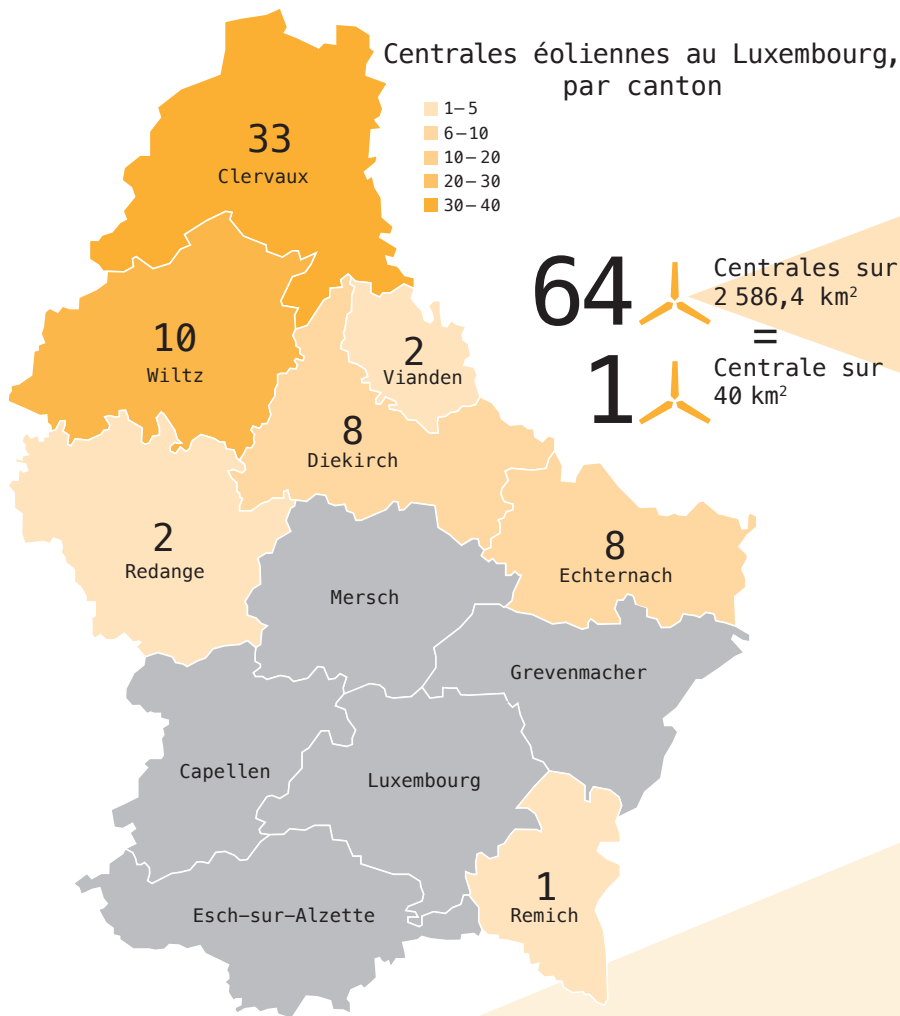 Centrales éoliennes au Luxembourg,
par canton
1–5
6–10
10–20
20–30
30–40
33
Clervaux
64
Centrales sur
2 586,4 km²
=
1
Centrale sur
40 km²
10
Wiltz
2
Vianden
8
Diekirch
2
Redange
8
Echternach
Mersch
Grevenmacher
Capellen
Luxembourg
1
Remich
Esch–sur–Alzette